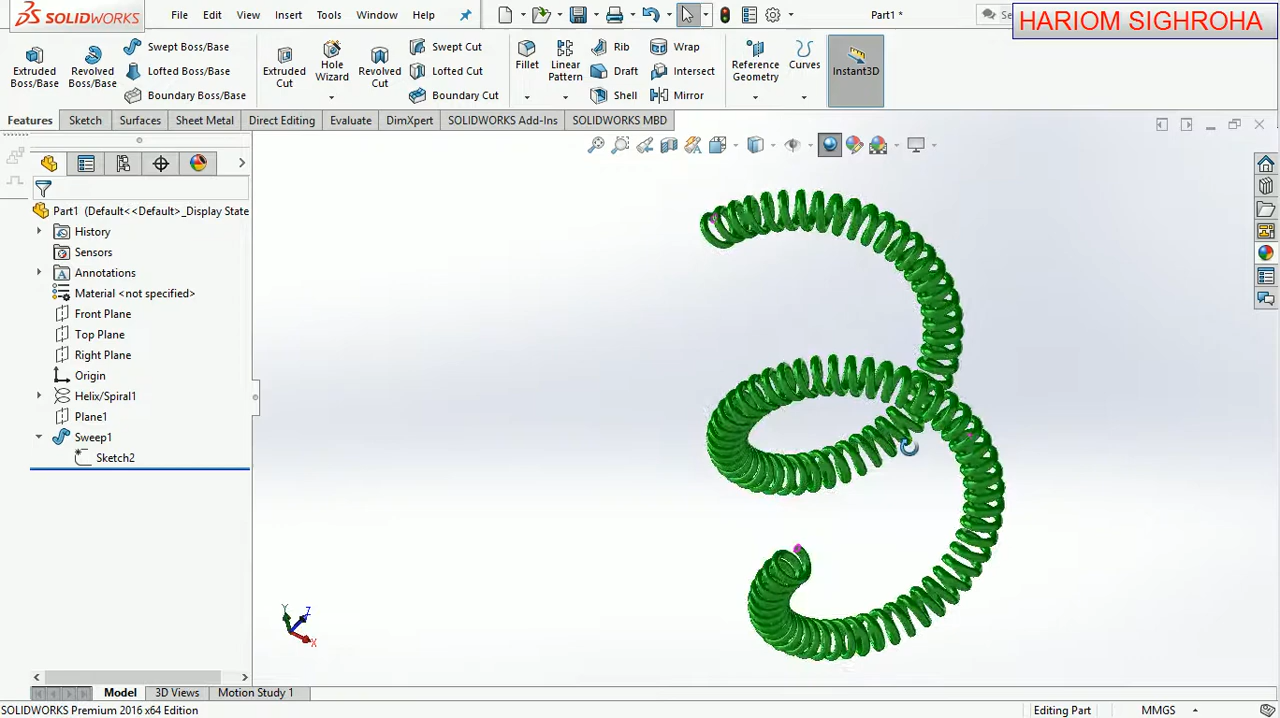 SOLIDWORKS File Edit View Insert Tools Window Help Part1 * HARIOM SIGHROHA
Extruded Boss/Base
Revolved Boss/Base
Swept Boss/Base
Lofted Boss/Base
Boundary Boss/Base
Extruded Cut
Hole Wizard
Revolved Cut
Swept Cut
Lofted Cut
Boundary Cut
Fillet
Linear Pattern
Rib
Draft
Shell
Wrap
Intersect
Mirror
Reference Geometry
Curves
Instant3D
Features Sketch Surfaces Sheet Metal Direct Editing Evaluate DimXpert SOLIDWORKS Add-Ins SOLIDWORKS MBD
Part1 (Default<<Default>_Display State
History
Sensors
Annotations
Material <not specified>
Front Plane
Top Plane
Right Plane
Origin
Helix/Spiral1
Plane1
Sweep1
Sketch2
Y Z X
Model 3D Views Motion Study 1
SOLIDWORKS Premium 2016 x64 Edition Editing Part MMGS